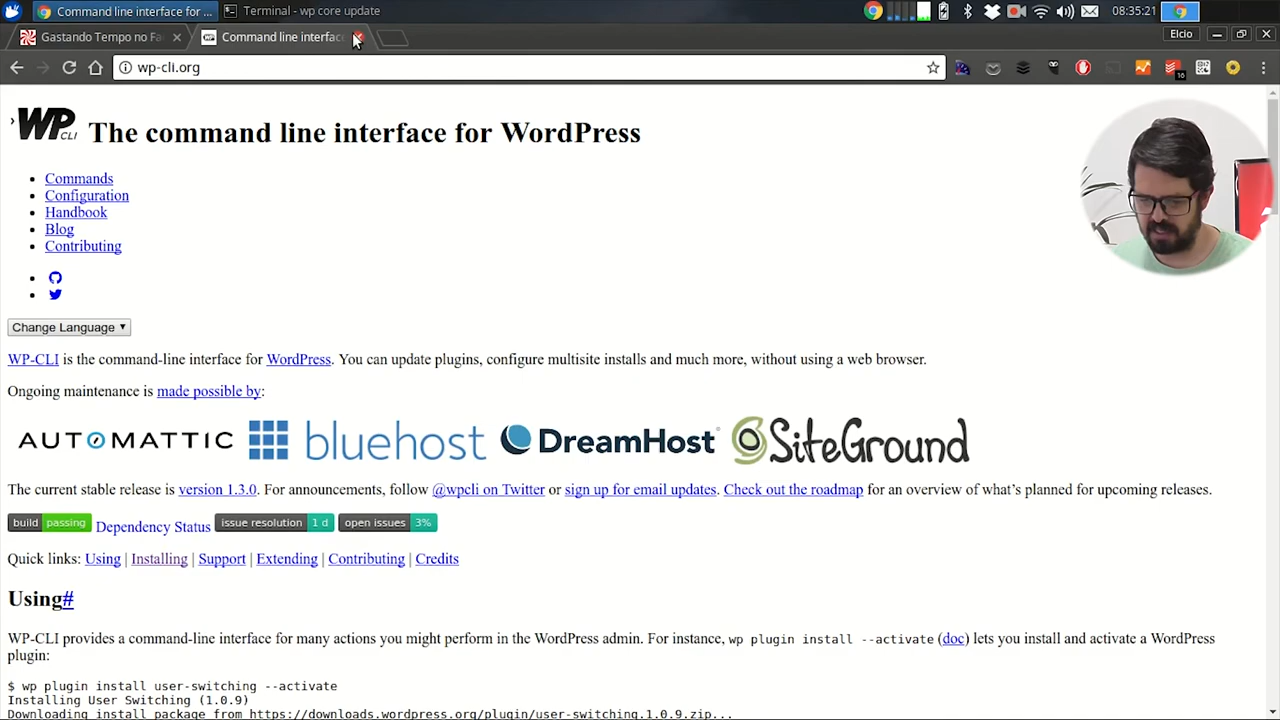 Command line interface for ...
Terminal - wp core update
08:35:21
Gastando Tempo no Fa
Command line interface
Elcio
wp-cli.org
16
WP CLI
The command line interface for WordPress
Commands
Configuration
Handbook
Blog
Contributing
Change Language
WP-CLI is the command-line interface for WordPress. You can update plugins, configure multisite installs and much more, without using a web browser.
Ongoing maintenance is made possible by:
AUTOMATTIC bluehost DreamHost SiteGround
The current stable release is version 1.3.0. For announcements, follow @wpcli on Twitter or sign up for email updates. Check out the roadmap for an overview of what’s planned for upcoming releases.
build passing Dependency Status issue resolution 1 d open issues 3%
Quick links: Using | Installing | Support | Extending | Contributing | Credits
Using#
WP-CLI provides a command-line interface for many actions you might perform in the WordPress admin. For instance, wp plugin install --activate (doc) lets you install and activate a WordPress
plugin:
$ wp plugin install user-switching --activate
Installing User Switching (1.0.9)
Downloading install package from https://downloads.wordpress.org/plugin/user-switching.1.0.9.zip...